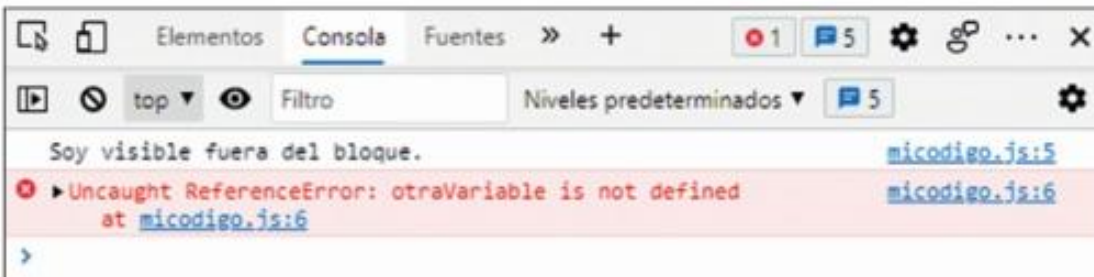 Elementos Consola Fuentes » + 1 5 ... ×
top ▼ Filtro Niveles predeterminados ▼ 5
Soy visible fuera del bloque. micodigo.js:5
▶Uncaught ReferenceError: otraVariable is not defined micodigo.js:6
at micodigo.js:6
>